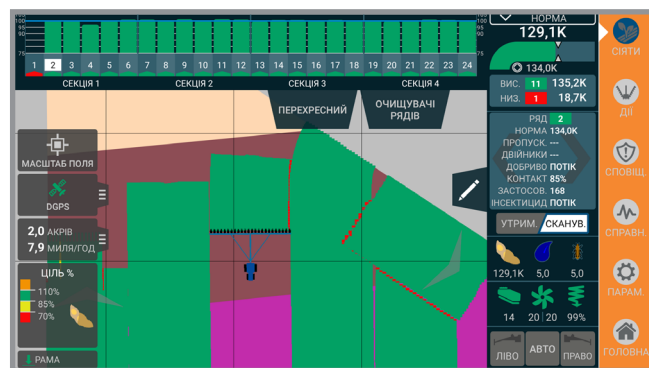 100 100
95 95
90 90
75 75
1 2 3 4 5 6 7 8 9 10 11 12 13 14 15 16 17 18 19 20 21 22 23 24
СЕКЦІЯ 1 СЕКЦІЯ 2 СЕКЦІЯ 3 СЕКЦІЯ 4
ПЕРЕХРЕСНИЙ
ОЧИЩУВАЧІ
РЯДІВ
МАСШТАБ ПОЛЯ
DGPS
2,0 АКРІВ
7,9 МИЛЯ/ГОД
ЦІЛЬ %
110%
85%
70%
РАМА
НОРМА
129,1K
134,0K
ВИС. 11 135,2K
НИЗ. 1 18,7K
РЯД 2
НОРМА 134,0K
ПРОПУСК. ---
ДВІЙНИКИ ---
ДОБРИВО ПОТІК
КОНТАКТ 85%
ЗАСТОСОВ. 168
ІНСЕКТИЦИД ПОТІК
УТРИМ. СКАНУВ.
129,1K 5,0 5,0
14 20 20 99%
ЛІВО АВТО ПРАВО
СІЯТИ
ДІЇ
СПОВІЩ.
СПРАВН.
ПАРАМ.
ГОЛОВНА